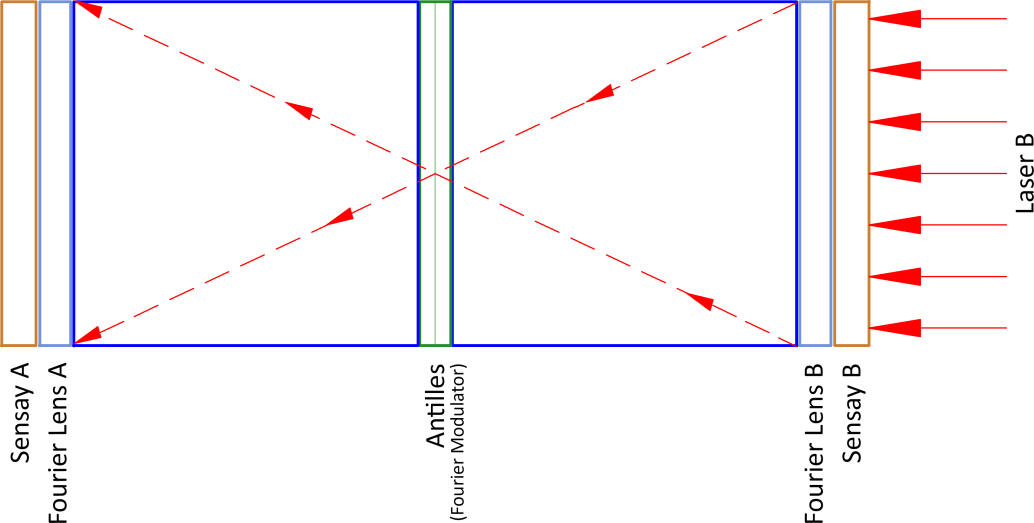 Sensay A
Fourier Lens A
Antilles
(Fourier Modulator)
Fourier Lens B
Sensay B
Laser B